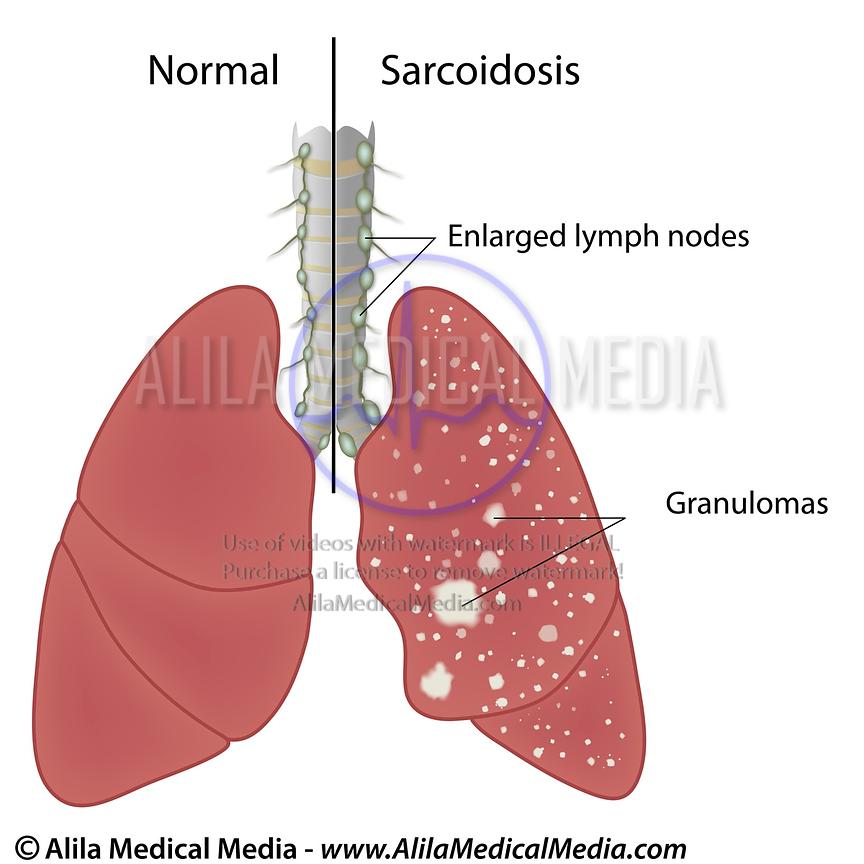 Normal
Sarcoidosis
Enlarged lymph nodes
ALILA MEDICAL MEDIA
Granulomas
Use of videos with watermark is ILLEGAL
Purchase a license to remove watermark!
AlilaMedicalMedia.com
© Alila Medical Media - www.AlilaMedicalMedia.com